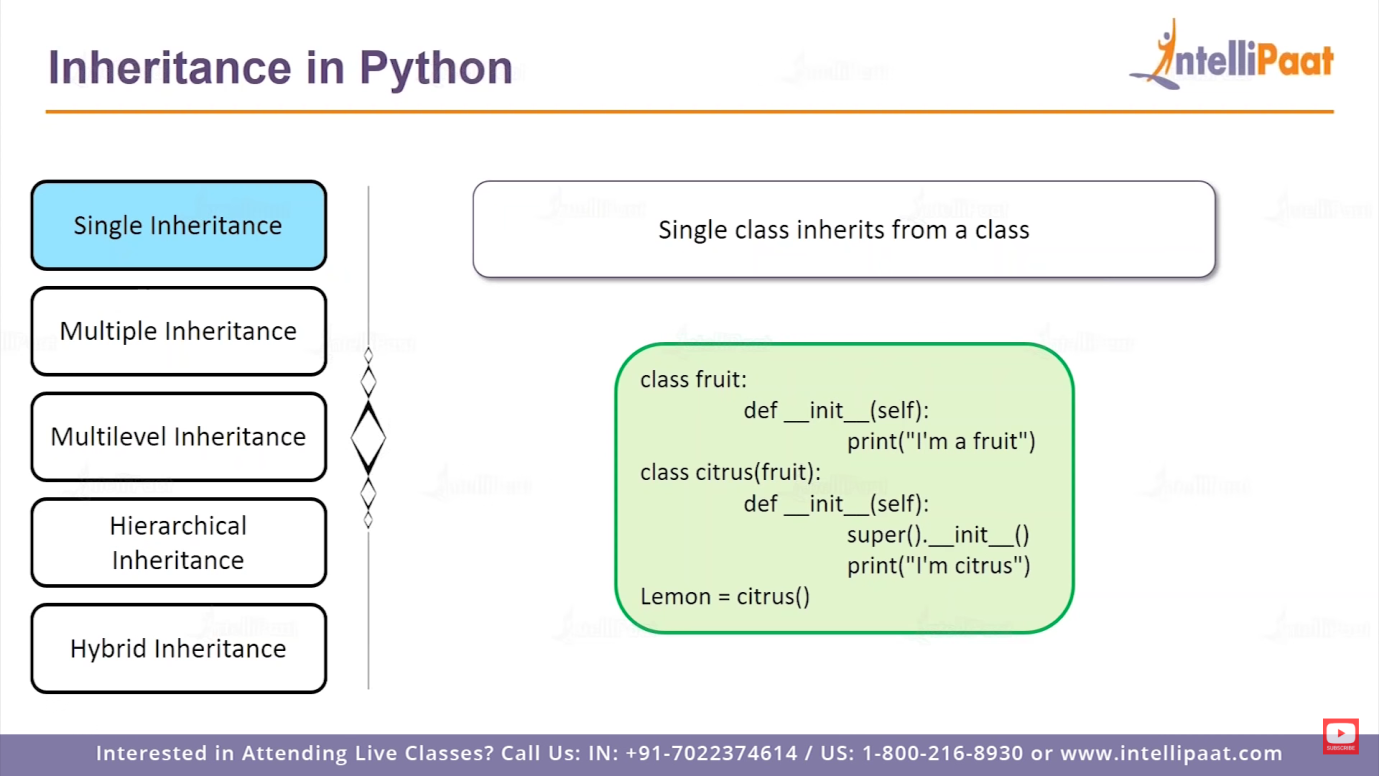 Inheritance in Python
IntelliPaat
Single Inheritance
Multiple Inheritance
Multilevel Inheritance
Hierarchical
Inheritance
Hybrid Inheritance
Single class inherits from a class
class fruit:
def __init__(self):
print("I'm a fruit")
class citrus(fruit):
def __init__(self):
super().__init__()
print("I'm citrus")
Lemon = citrus()
Interested in Attending Live Classes? Call Us: IN: +91-7022374614 / US: 1-800-216-8930 or www.intellipaat.com
SUBSCRIBE